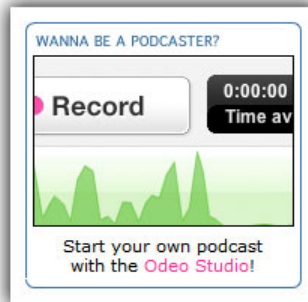 WANNA BE A PODCASTER?
Record
0:00:00
Time av
Start your own podcast
with the Odeo Studio!